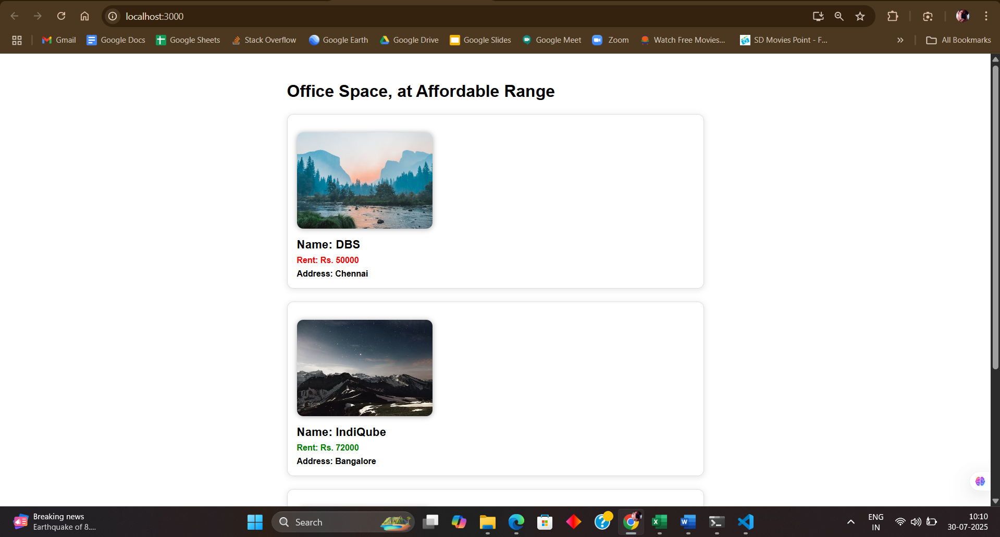 localhost:3000
Gmail
Google Docs
Google Sheets
Stack Overflow
Google Earth
Google Drive
Google Slides
Google Meet
Zoom
Watch Free Movies...
SD Movies Point - F...
All Bookmarks
Office Space, at Affordable Range
Name: DBS
Rent: Rs. 50000
Address: Chennai
Name: IndiQube
Rent: Rs. 72000
Address: Bangalore
Breaking news
Earthquake of 8....
Search
ENG
IN
10:10
30-07-2025